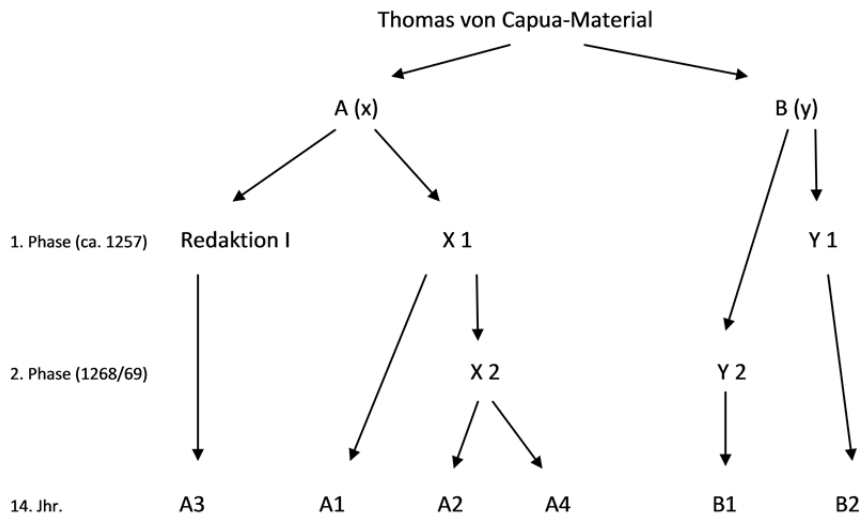 Thomas von Capua-Material
A (x) B (y)
1. Phase (ca. 1257) Redaktion I X 1 Y 1
2. Phase (1268/69) X 2 Y 2
14. Jhr. A3 A1 A2 A4 B1 B2